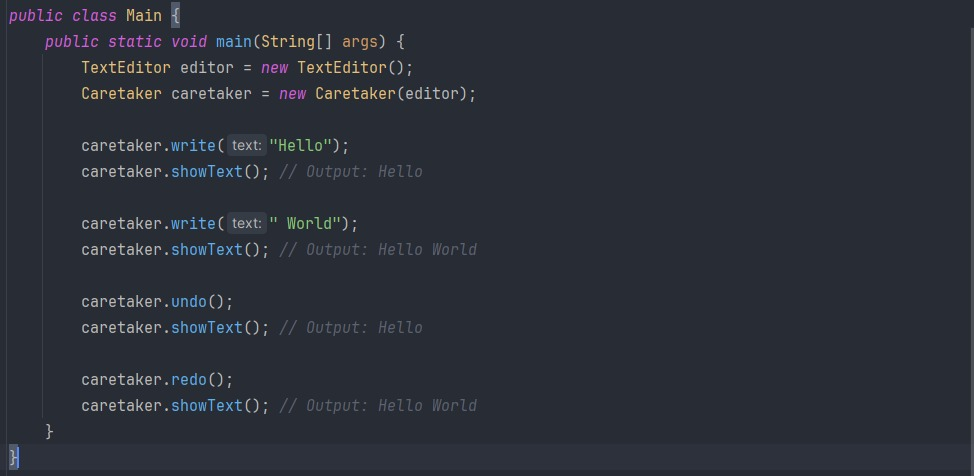 public class Main {
    public static void main(String[] args) {
        TextEditor editor = new TextEditor();
        Caretaker caretaker = new Caretaker(editor);

        caretaker.write( text: "Hello");
        caretaker.showText(); // Output: Hello

        caretaker.write( text: " World");
        caretaker.showText(); // Output: Hello World

        caretaker.undo();
        caretaker.showText(); // Output: Hello

        caretaker.redo();
        caretaker.showText(); // Output: Hello World
    }
}